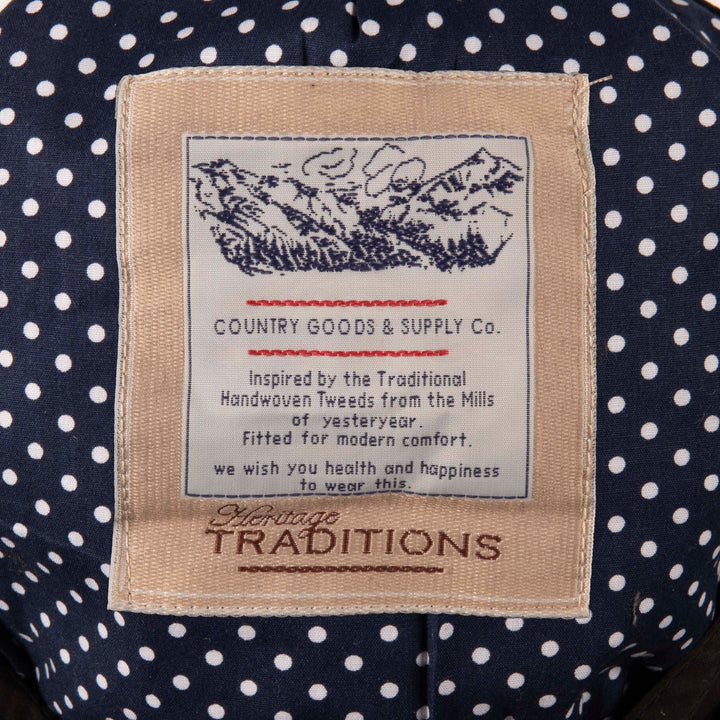 COUNTRY GOODS & SUPPLY Co.
Inspired by the Traditional
Handwoven Tweeds from the Mills
of yesteryear.
Fitted for modern comfort.
we wish you health and happiness
to wear this.
Heritage
TRADITIONS